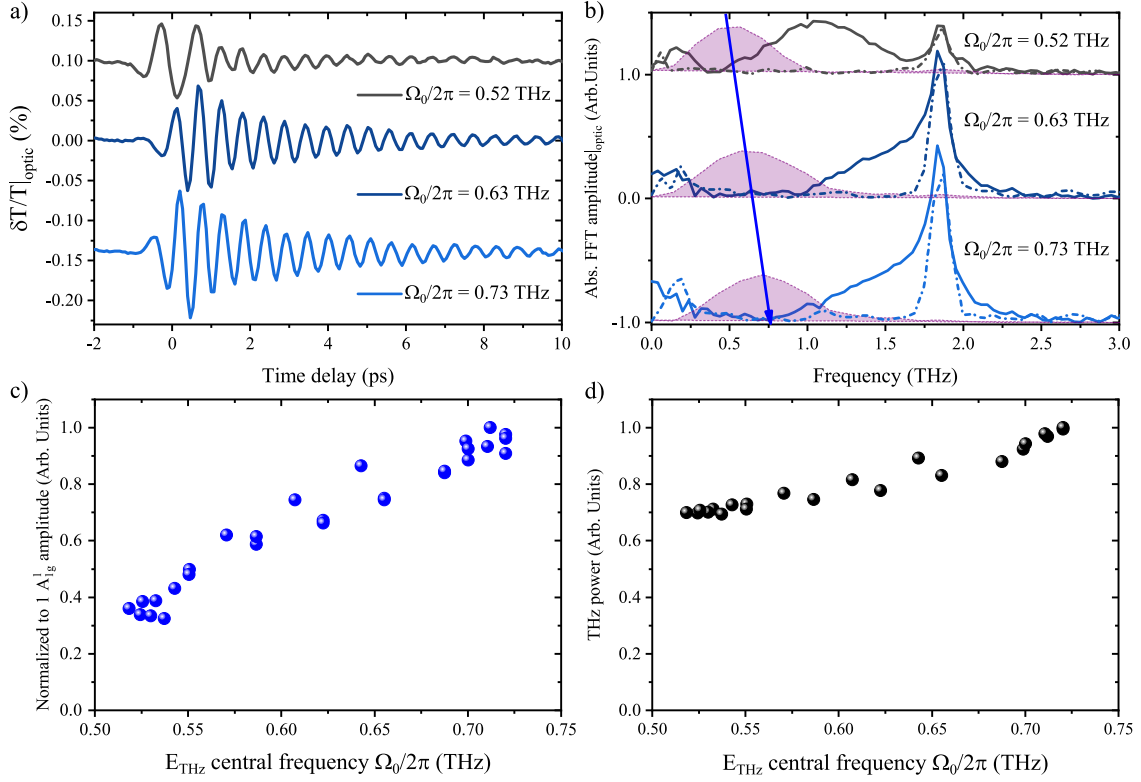 a)
δT/T|optic (%)
0.15
0.10
0.05
0.00
-0.05
-0.10
-0.15
-0.20
Ω0/2π = 0.52 THz
Ω0/2π = 0.63 THz
Ω0/2π = 0.73 THz
-2 0 2 4 6 8 10
Time delay (ps)
b)
Abs. FFT amplitude|optic (Arb.Units)
1.0
0.0
-1.0
Ω0/2π = 0.52 THz
Ω0/2π = 0.63 THz
Ω0/2π = 0.73 THz
0.0 0.5 1.0 1.5 2.0 2.5 3.0
Frequency (THz)
c)
Normalized to 1 A¹1g amplitude (Arb. Units)
1.0
0.8
0.6
0.4
0.2
0.0
0.50 0.55 0.60 0.65 0.70 0.75
ETHz central frequency Ω0/2π (THz)
d)
THz power (Arb. Units)
1.0
0.8
0.6
0.4
0.2
0.0
0.50 0.55 0.60 0.65 0.70 0.75
ETHz central frequency Ω0/2π (THz)